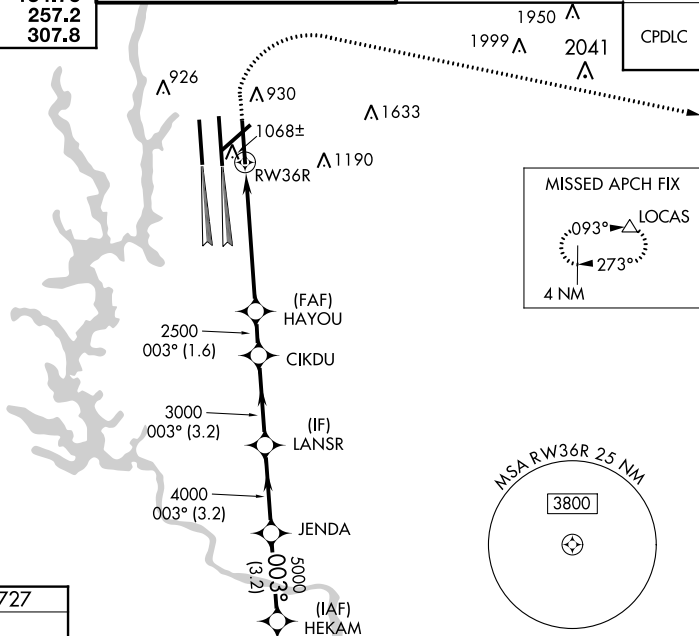 257.2
307.8
1950
1999
2041
CPDLC
926
930
1633
1068±
1190
RW36R
MISSED APCH FIX
LOCAS
093°
273°
4 NM
(FAF)
HAYOU
2500
003° (1.6)
CIKDU
3000
003° (3.2)
(IF)
LANSR
MSA RW36R 25 NM
3800
4000
003° (3.2)
JENDA
5000
003°
(3.2)
(IAF)
HEKAM
727